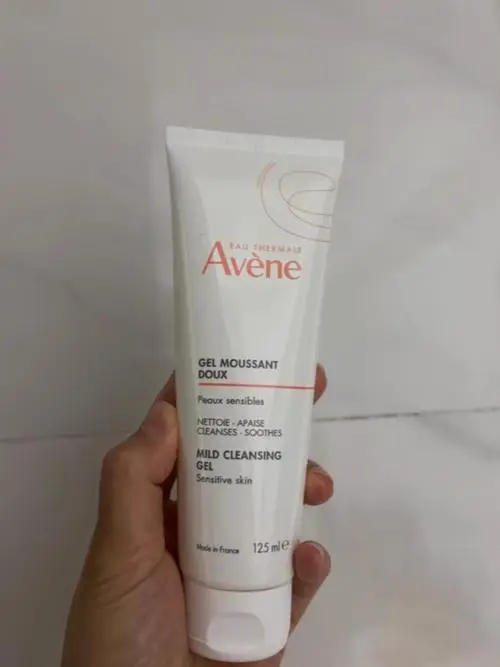 EAU THERMALE
Avène
GEL MOUSSANT
DOUX
Peaux sensibles
NETTOIE - APAISE
CLEANSES - SOOTHES
MILD CLEANSING
GEL
Sensitive skin
Made in France 125 ml ℮